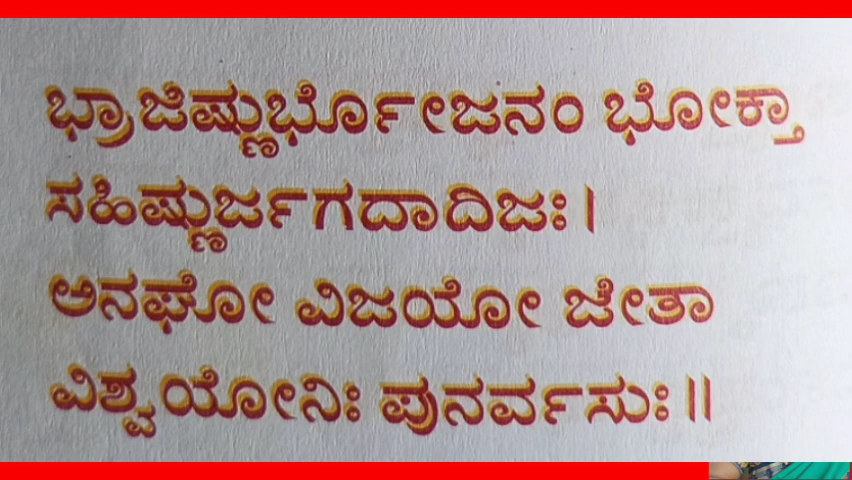 ಭ್ರಾಜಿಷ್ಣುರ್ಭೋಜನಂ ಭೋಕ್ತಾ
ಸಹಿಷ್ಣುರ್ಜಗದಾದಿಜಃ ।
ಅನಘೋ ವಿಜಯೋ ಜೇತಾ
ವಿಶ್ವಯೋನಿಃ ಪುನರ್ವಸುಃ ॥